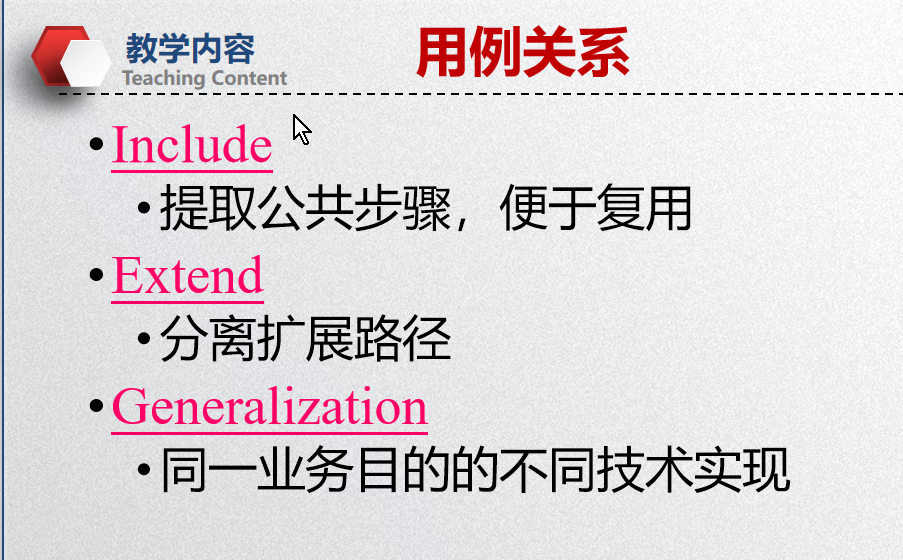 教学内容
用例关系
Teaching Content
•Include
•提取公共步骤，便于复用
•Extend
•分离扩展路径
•Generalization
•同一业务目的的不同技术实现